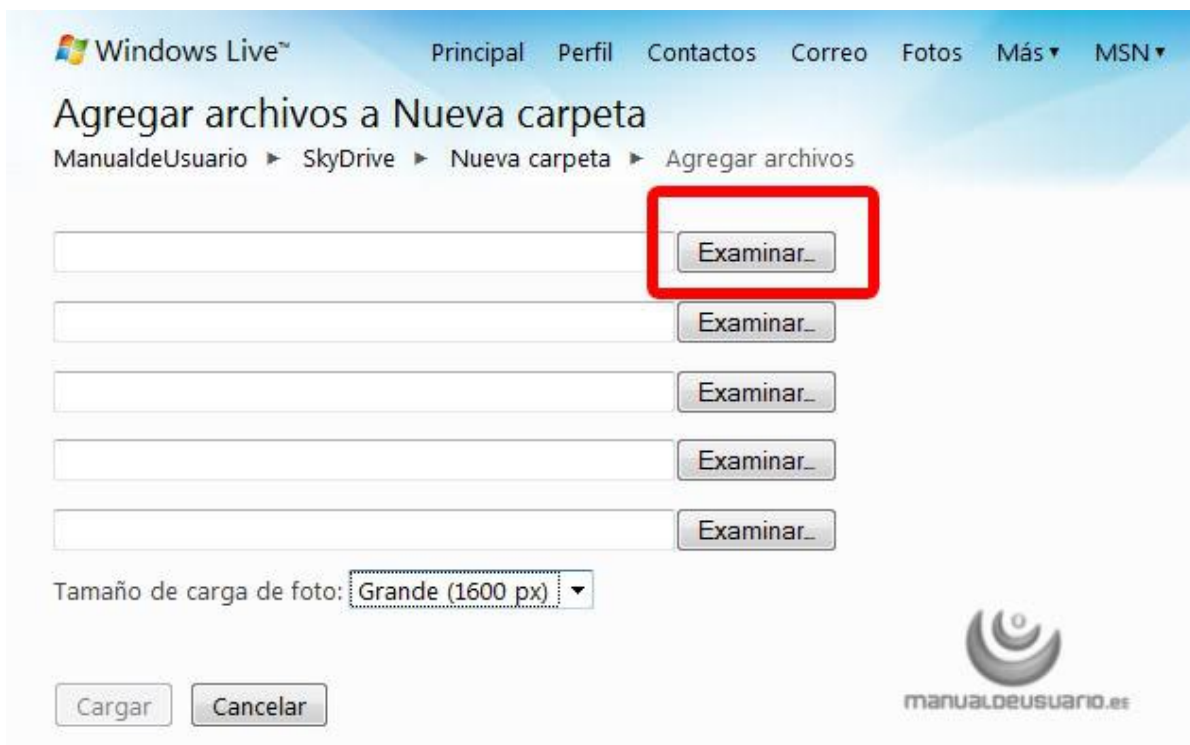 Windows Live™ Principal Perfil Contactos Correo Fotos Más▼ MSN▼
Agregar archivos a Nueva carpeta
ManualdeUsuario ► SkyDrive ► Nueva carpeta ► Agregar archivos
Examinar...
Examinar...
Examinar...
Examinar...
Examinar...
Tamaño de carga de foto: Grande (1600 px) ▼
Cargar Cancelar
manualdeusuario.es